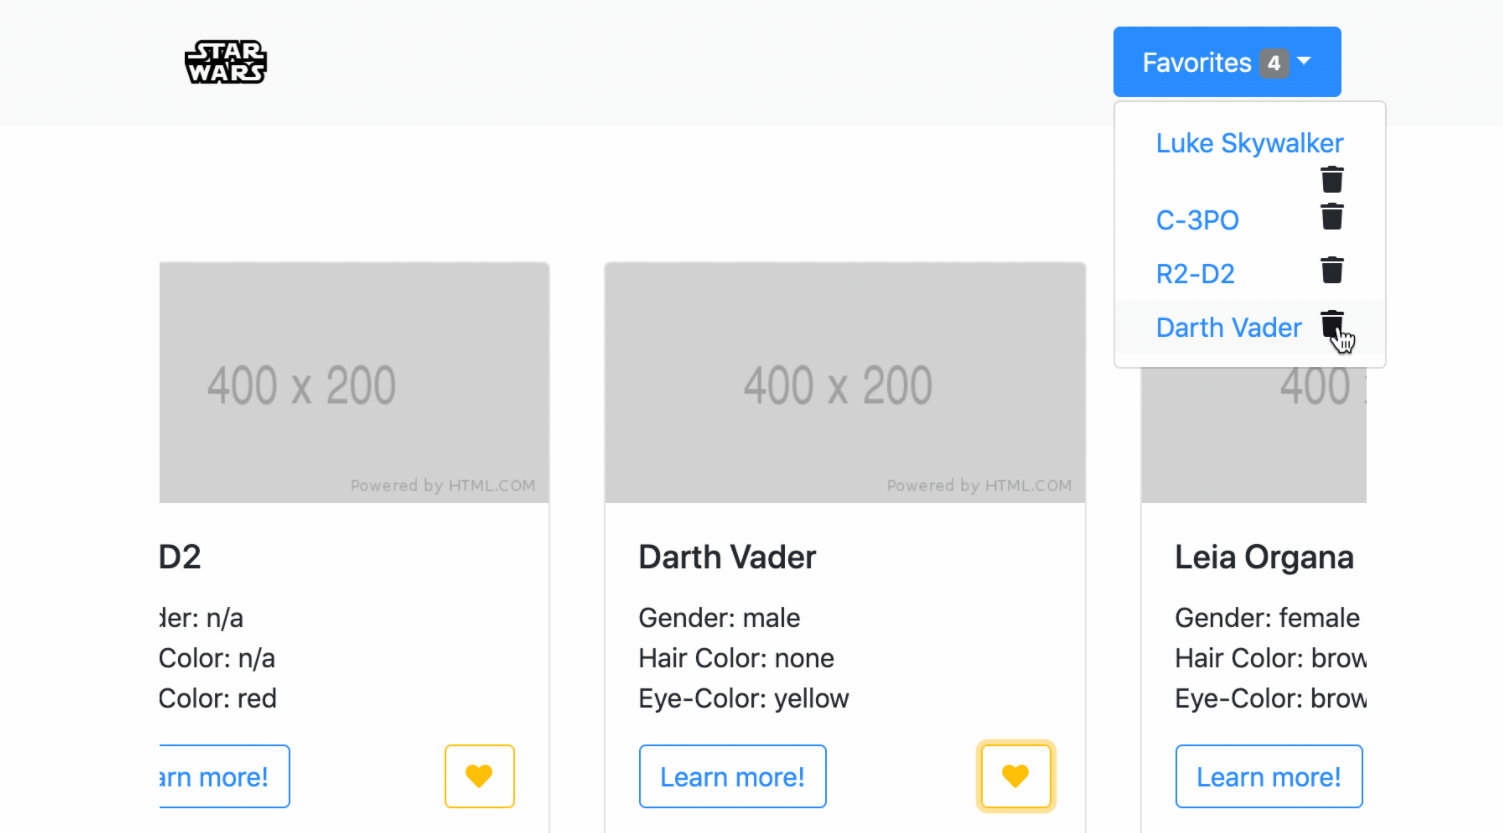 STAR
WARS
Favorites 4
Luke Skywalker
C-3PO
R2-D2
Darth Vader
400 x 200
Powered by HTML.COM
400 x 200
Powered by HTML.COM
400
D2
der: n/a
Color: n/a
Color: red
arn more!
Darth Vader
Gender: male
Hair Color: none
Eye-Color: yellow
Learn more!
Leia Organa
Gender: female
Hair Color: brow
Eye-Color: brow
Learn more!